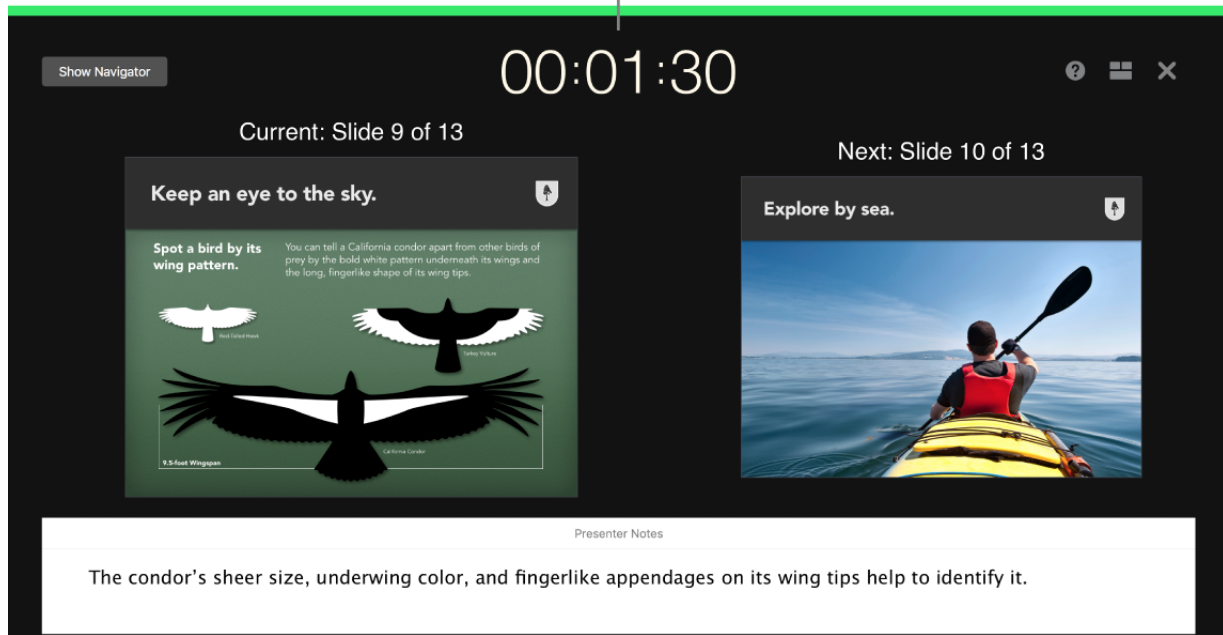 Show Navigator
00:01:30
?
Current: Slide 9 of 13
Next: Slide 10 of 13
Keep an eye to the sky.
Spot a bird by its
wing pattern.
You can tell a California condor apart from other birds of
prey by the bold white pattern underneath its wings and
the long, fingerlike shape of its wing tips.
Red-Tailed Hawk
Turkey Vulture
California Condor
9.5-foot Wingspan
Explore by sea.
Presenter Notes
The condor’s sheer size, underwing color, and fingerlike appendages on its wing tips help to identify it.